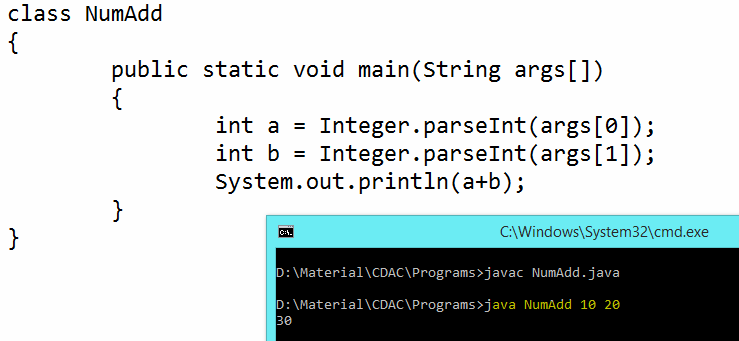 class NumAdd
{
public static void main(String args[])
{
int a = Integer.parseInt(args[0]);
int b = Integer.parseInt(args[1]);
System.out.println(a+b);
}
}
C:\Windows\System32\cmd.exe
D:\Material\CDAC\Programs>javac NumAdd.java
D:\Material\CDAC\Programs>java NumAdd 10 20
30